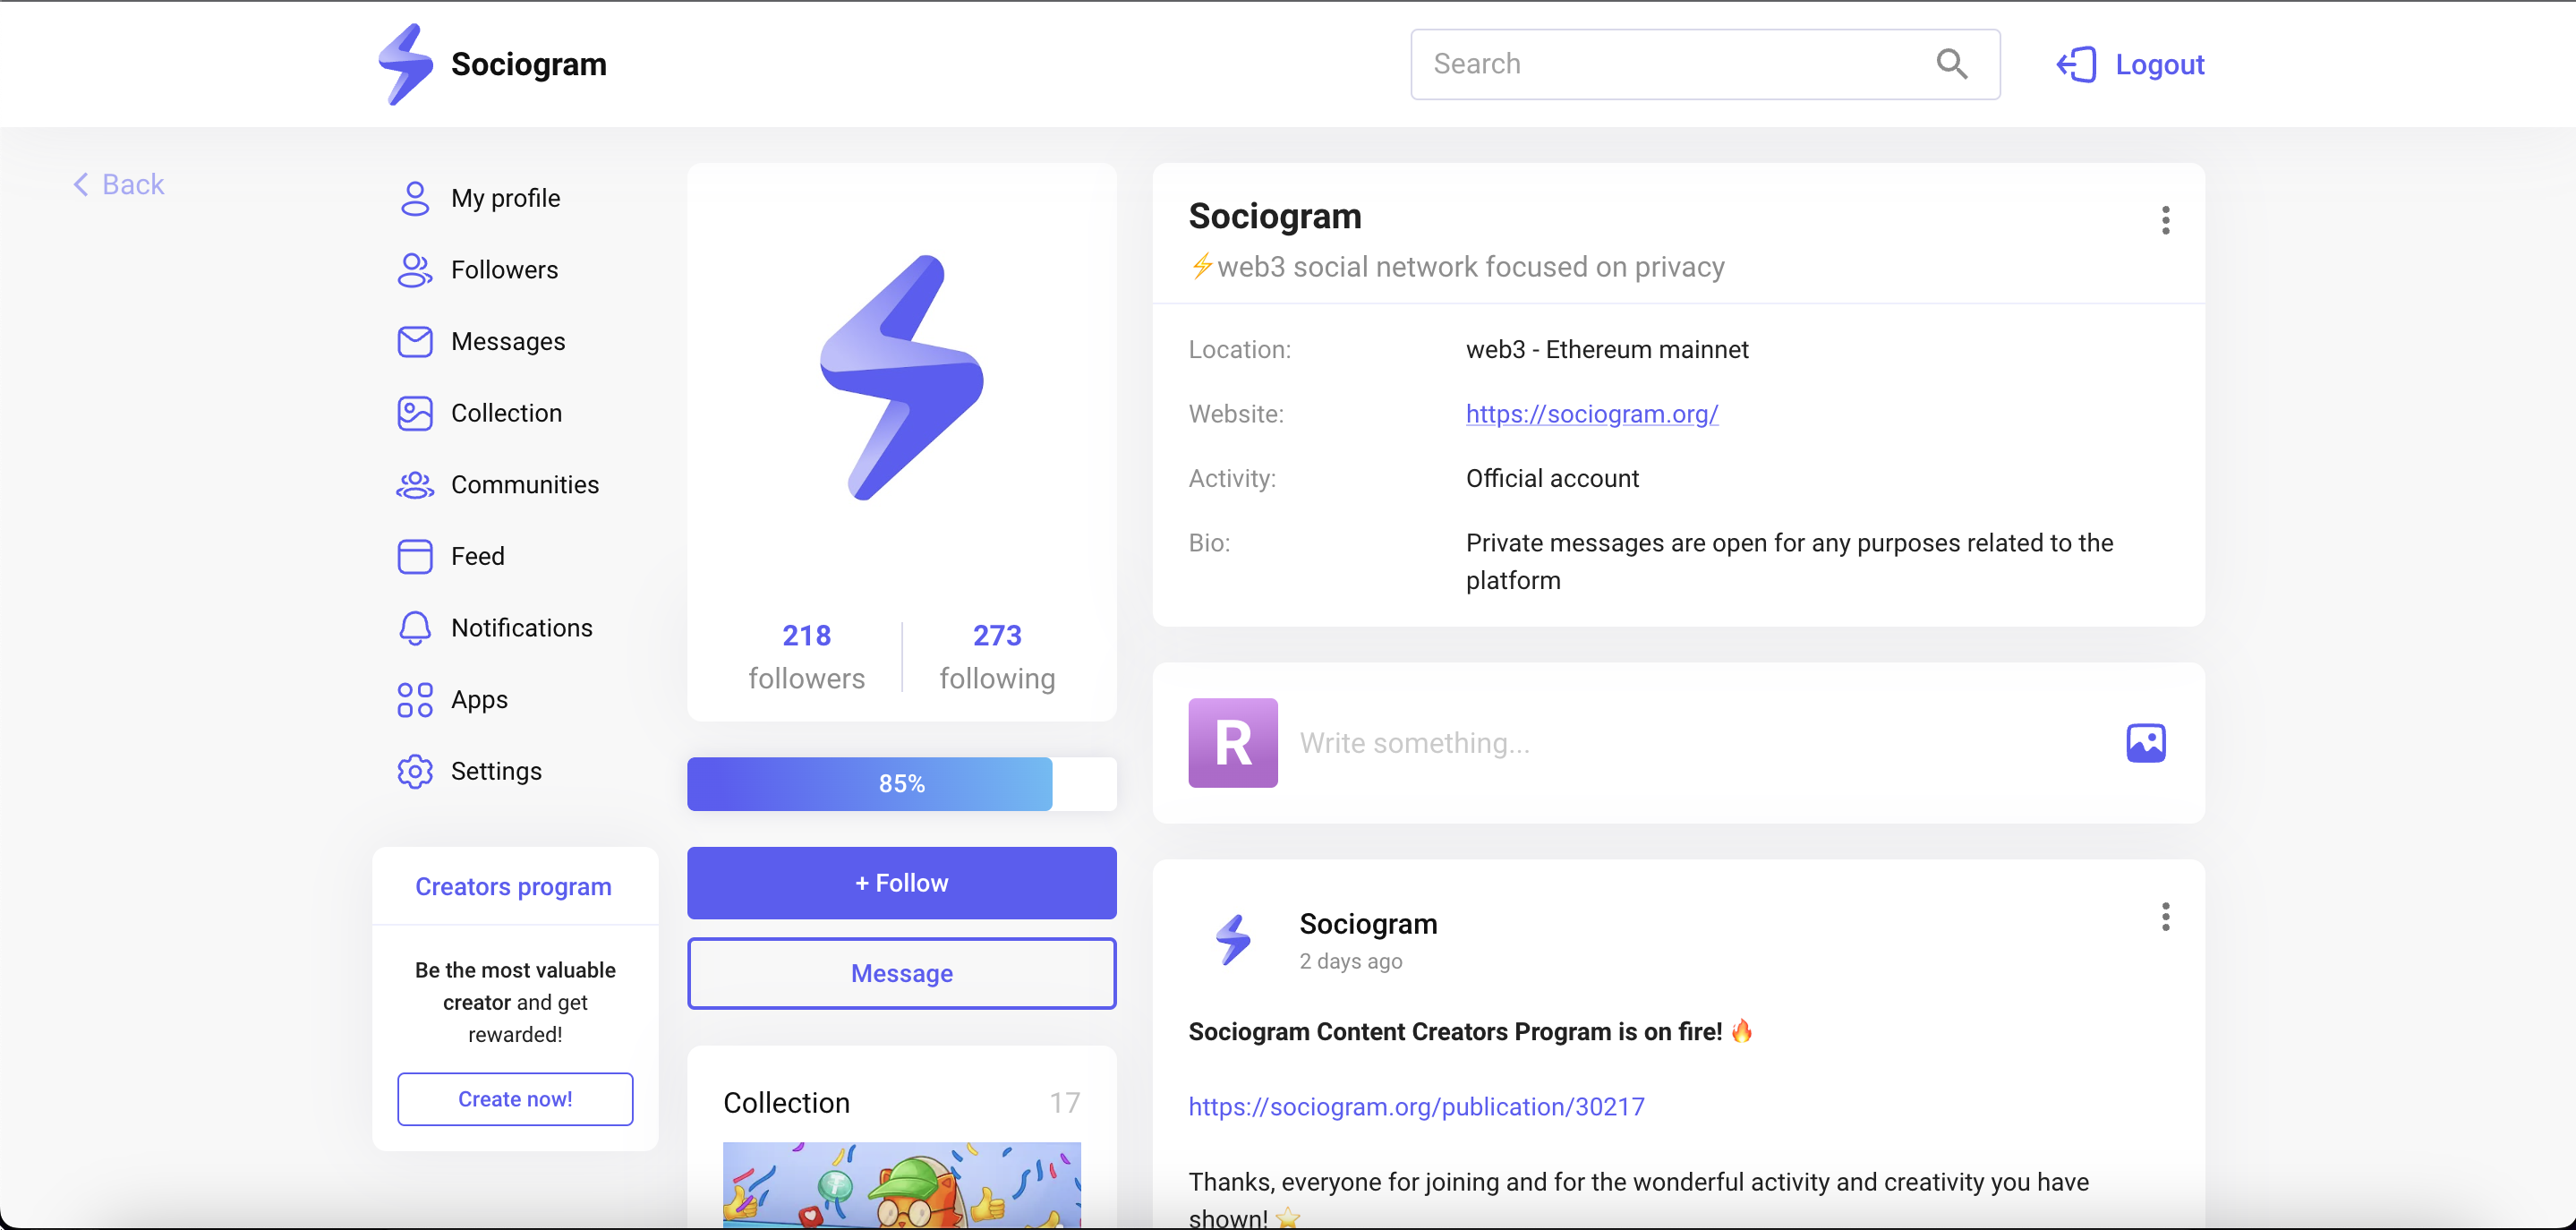 Sociogram
Search
Logout
Back
My profile
Followers
Messages
Collection
Communities
Feed
Notifications
Apps
Settings
Creators program
Be the most valuable
creator and get
rewarded!
Create now!
218
followers
273
following
85%
+ Follow
Message
Collection
17
Sociogram
⚡web3 social network focused on privacy
Location:
web3 - Ethereum mainnet
Website:
https://sociogram.org/
Activity:
Official account
Bio:
Private messages are open for any purposes related to the
platform
R
Write something...
Sociogram
2 days ago
Sociogram Content Creators Program is on fire! 🔥
https://sociogram.org/publication/30217
Thanks, everyone for joining and for the wonderful activity and creativity you have
shown! ⭐